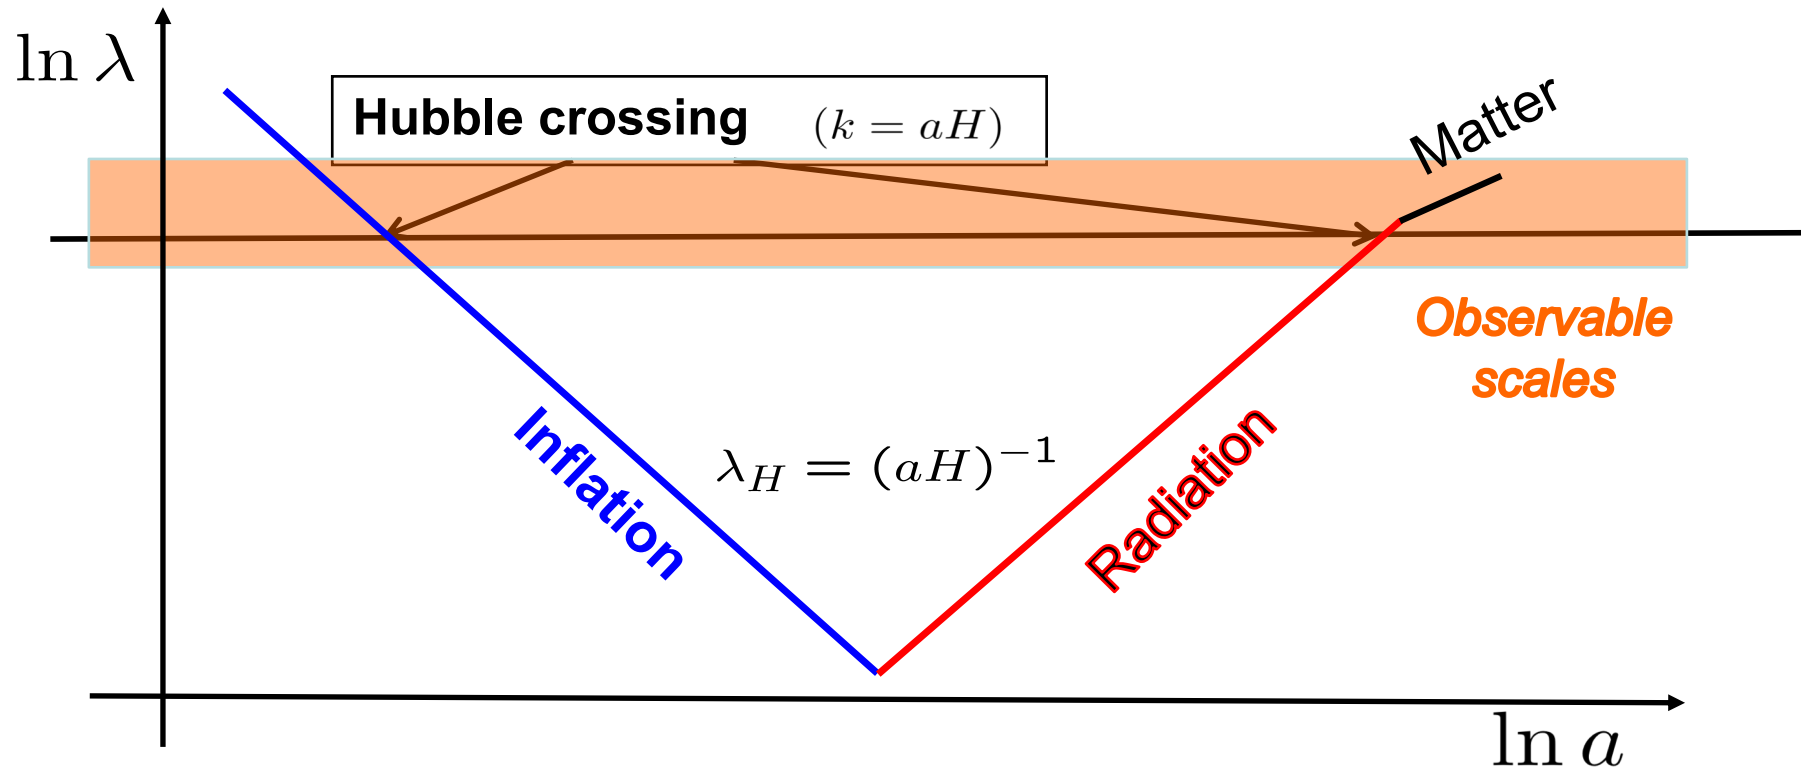 ln λ
Hubble crossing (k = aH)
Matter
Observable
scales
Inflation
λ_H = (aH)^{-1}
Radiation
ln a